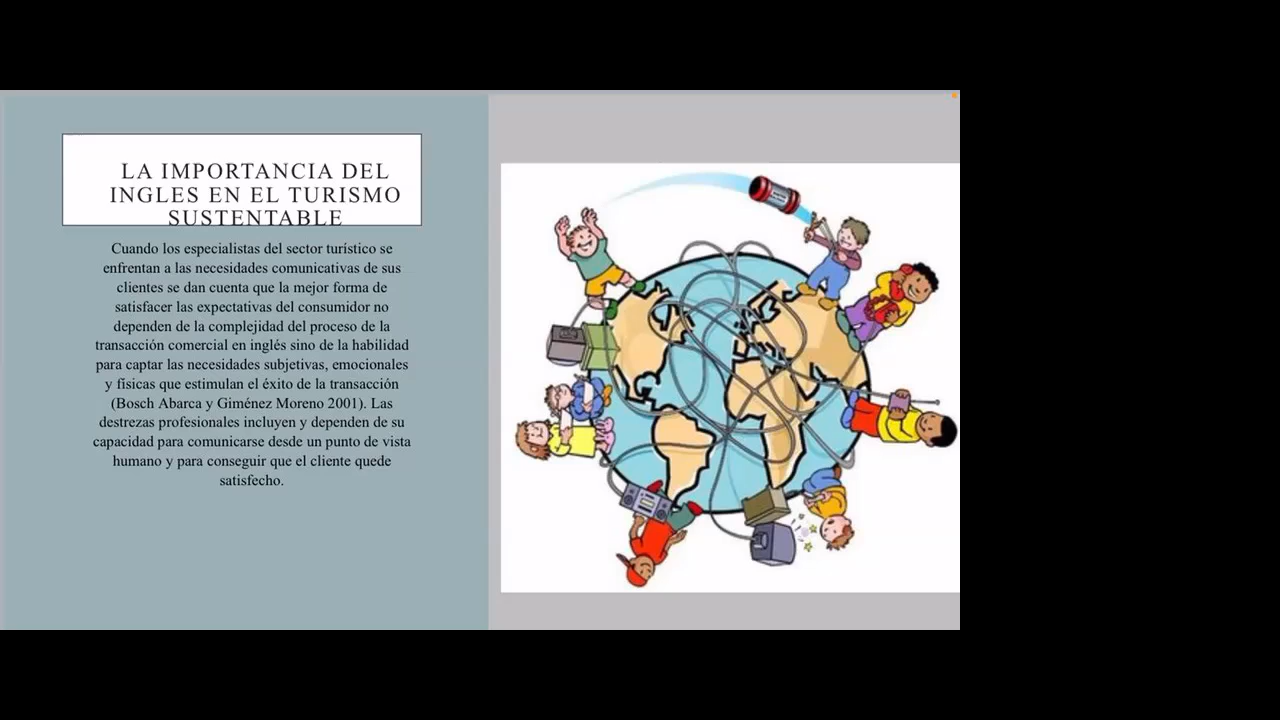 LA IMPORTANCIA DEL
INGLES EN EL TURISMO
SUSTENTABLE
Cuando los especialistas del sector turístico se
enfrentan a las necesidades comunicativas de sus
clientes se dan cuenta que la mejor forma de
satisfacer las expectativas del consumidor no
dependen de la complejidad del proceso de la
transacción comercial en inglés sino de la habilidad
para captar las necesidades subjetivas, emocionales
y físicas que estimulan el éxito de la transacción
(Bosch Abarca y Giménez Moreno 2001). Las
destrezas profesionales incluyen y dependen de su
capacidad para comunicarse desde un punto de vista
humano y para conseguir que el cliente quede
satisfecho.